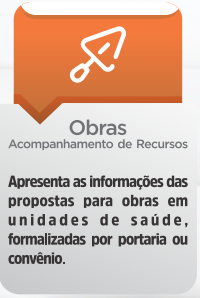 Obras
Acompanhamento de Recursos
Apresenta as informações das
propostas para obras em
unidades de saúde,
formalizadas por portaria ou
convênio.